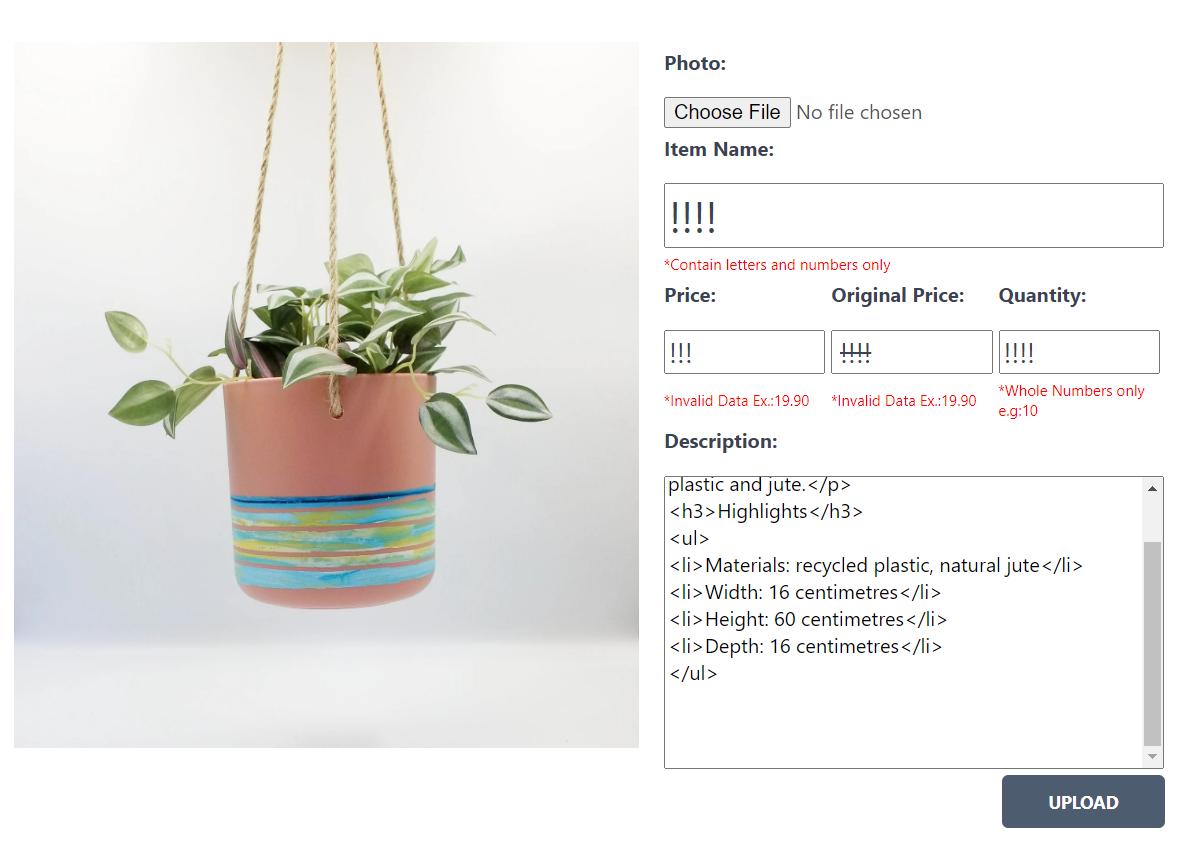 Photo:
Choose File No file chosen
Item Name:
!!!!
*Contain letters and numbers only
Price: Original Price: Quantity:
!!! !!!! !!!!
*Invalid Data Ex.:19.90 *Invalid Data Ex.:19.90 *Whole Numbers only
e.g:10
Description:
plastic and jute.</p>
<h3>Highlights</h3>
<ul>
<li>Materials: recycled plastic, natural jute</li>
<li>Width: 16 centimetres</li>
<li>Height: 60 centimetres</li>
<li>Depth: 16 centimetres</li>
</ul>
UPLOAD